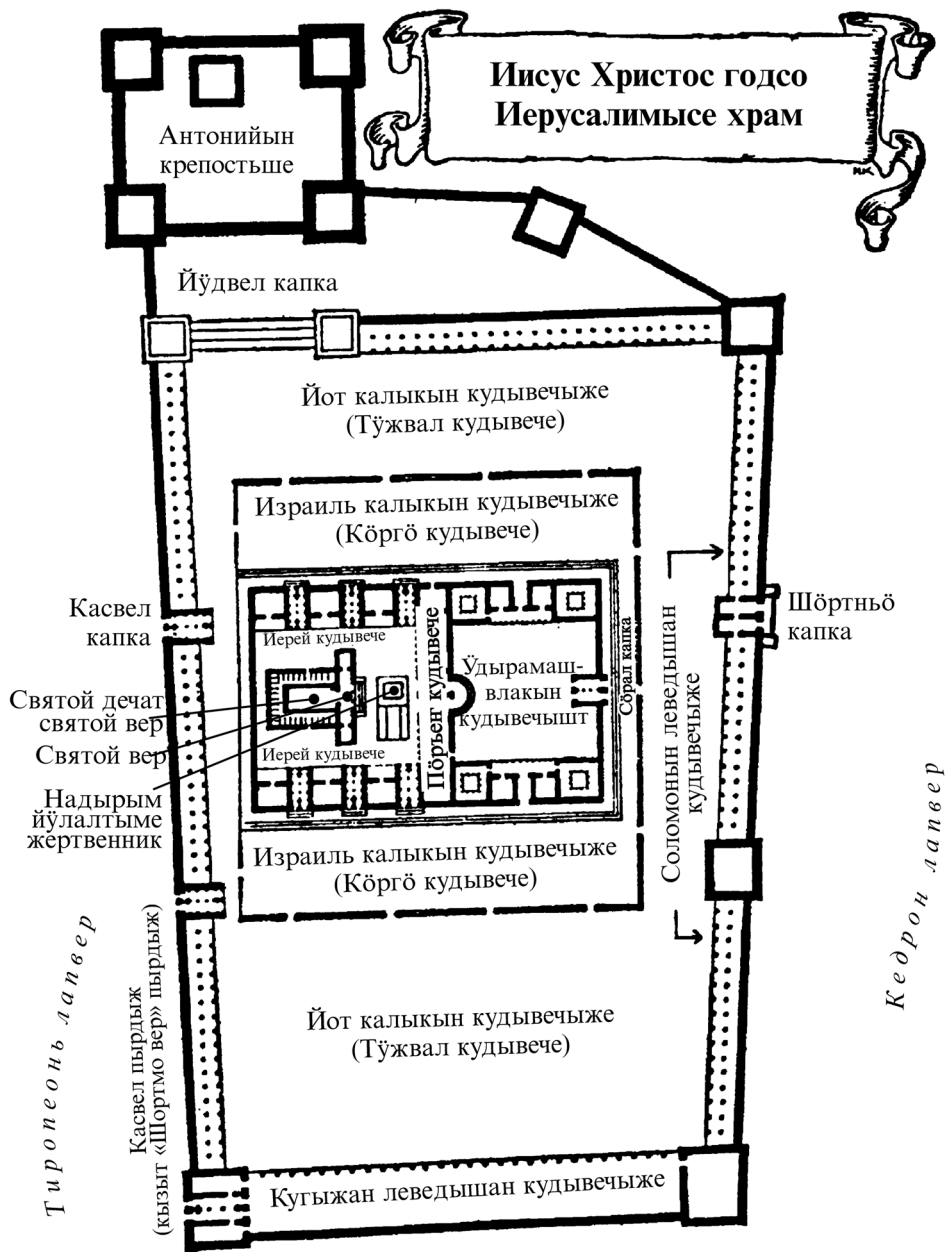 Иисус Христос годсо
Иерусалимысе храм
Антонийын
крепостьше
Йӱдвел капка
Йот калыкын кудывечыже
(Тӱжвал кудывече)
Израиль калыкын кудывечыже
(Кӧргӧ кудывече)
Касвел
капка
Иерей кудывече
Пӧръеҥ кудывече
Ӱдырамаш-
влакын
кудывечышт
Сӧрал капка
Соломонын леведышан
кудывечыже
Шӧртньӧ
капка
Святой дечат
святой вер
Святой вер
Иерей кудывече
Надырым
йӱлалтыме
жертвенник
Израиль калыкын кудывечыже
(Кӧргӧ кудывече)
Тиропеонь лапвер
Касвел пырдыж
(кызыт «Шортмо вер» пырдыж)
Кедрон лапвер
Йот калыкын кудывечыже
(Тӱжвал кудывече)
Кугыжан леведышан кудывечыже